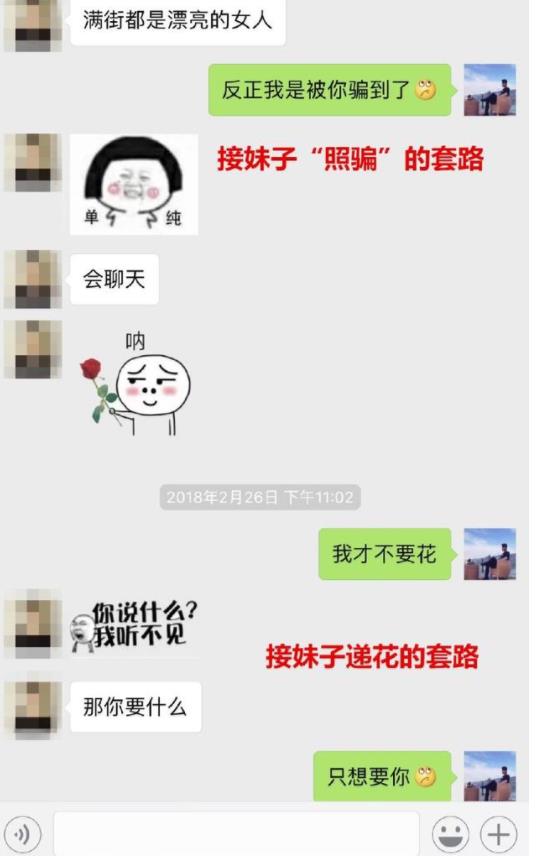 满街都是漂亮的女人
反正我是被你骗到了
接妹子“照骗”的套路
单 纯
会聊天
呐
2018年2月26日 下午11:02
我才不要花
你说什么?
我听不见
接妹子递花的套路
那你要什么
只想要你